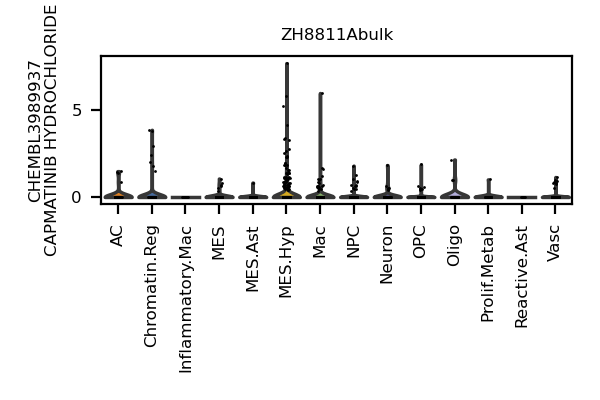 ZH8811Abulk
CHEMBL3989937
CAPMATINIB HYDROCHLORIDE
5
0
AC
Chromatin.Reg
Inflammatory.Mac
MES
MES.Ast
MES.Hyp
Mac
NPC
Neuron
OPC
Oligo
Prolif.Metab
Reactive.Ast
Vasc